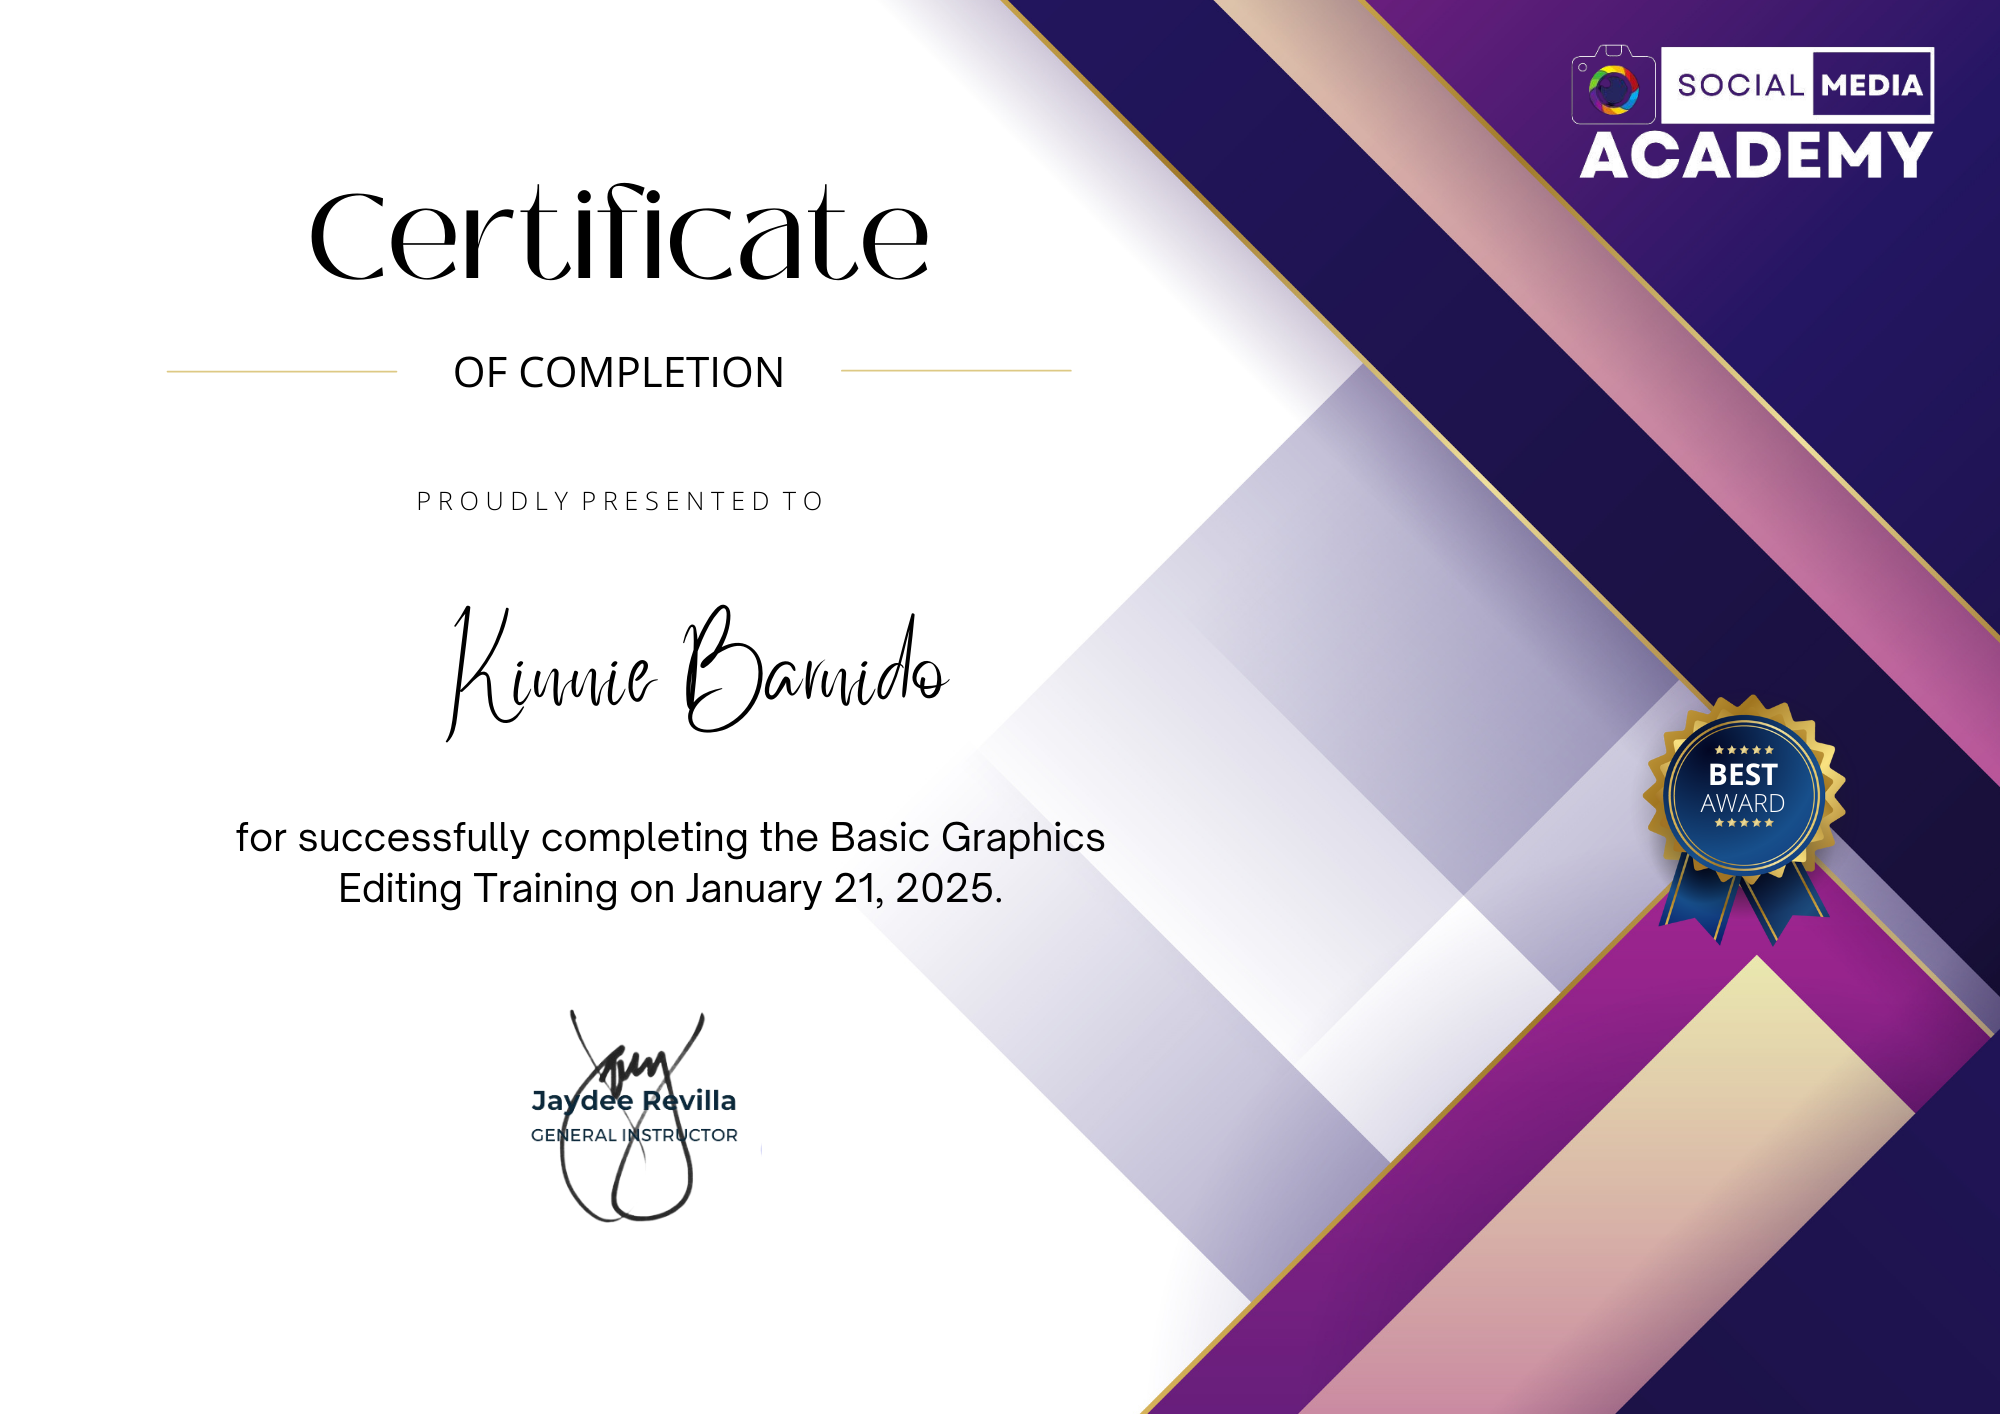 SOCIAL MEDIA
ACADEMY
Certificate
OF COMPLETION
PROUDLY PRESENTED TO
Kinnie Barnido
for successfully completing the Basic Graphics
Editing Training on January 21, 2025.
BEST
AWARD
Jaydee Revilla
GENERAL INSTRUCTOR